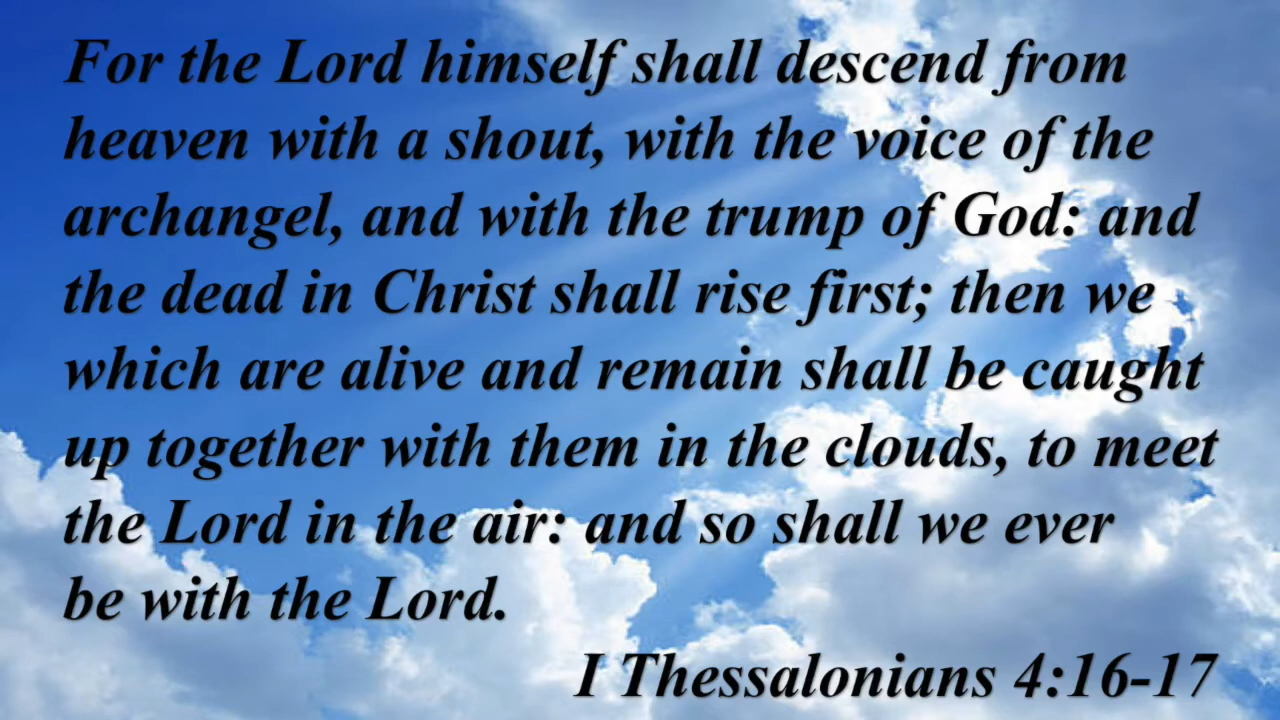 For the Lord himself shall descend from
heaven with a shout, with the voice of the
archangel, and with the trump of God: and
the dead in Christ shall rise first; then we
which are alive and remain shall be caught
up together with them in the clouds, to meet
the Lord in the air: and so shall we ever
be with the Lord.
I Thessalonians 4:16-17